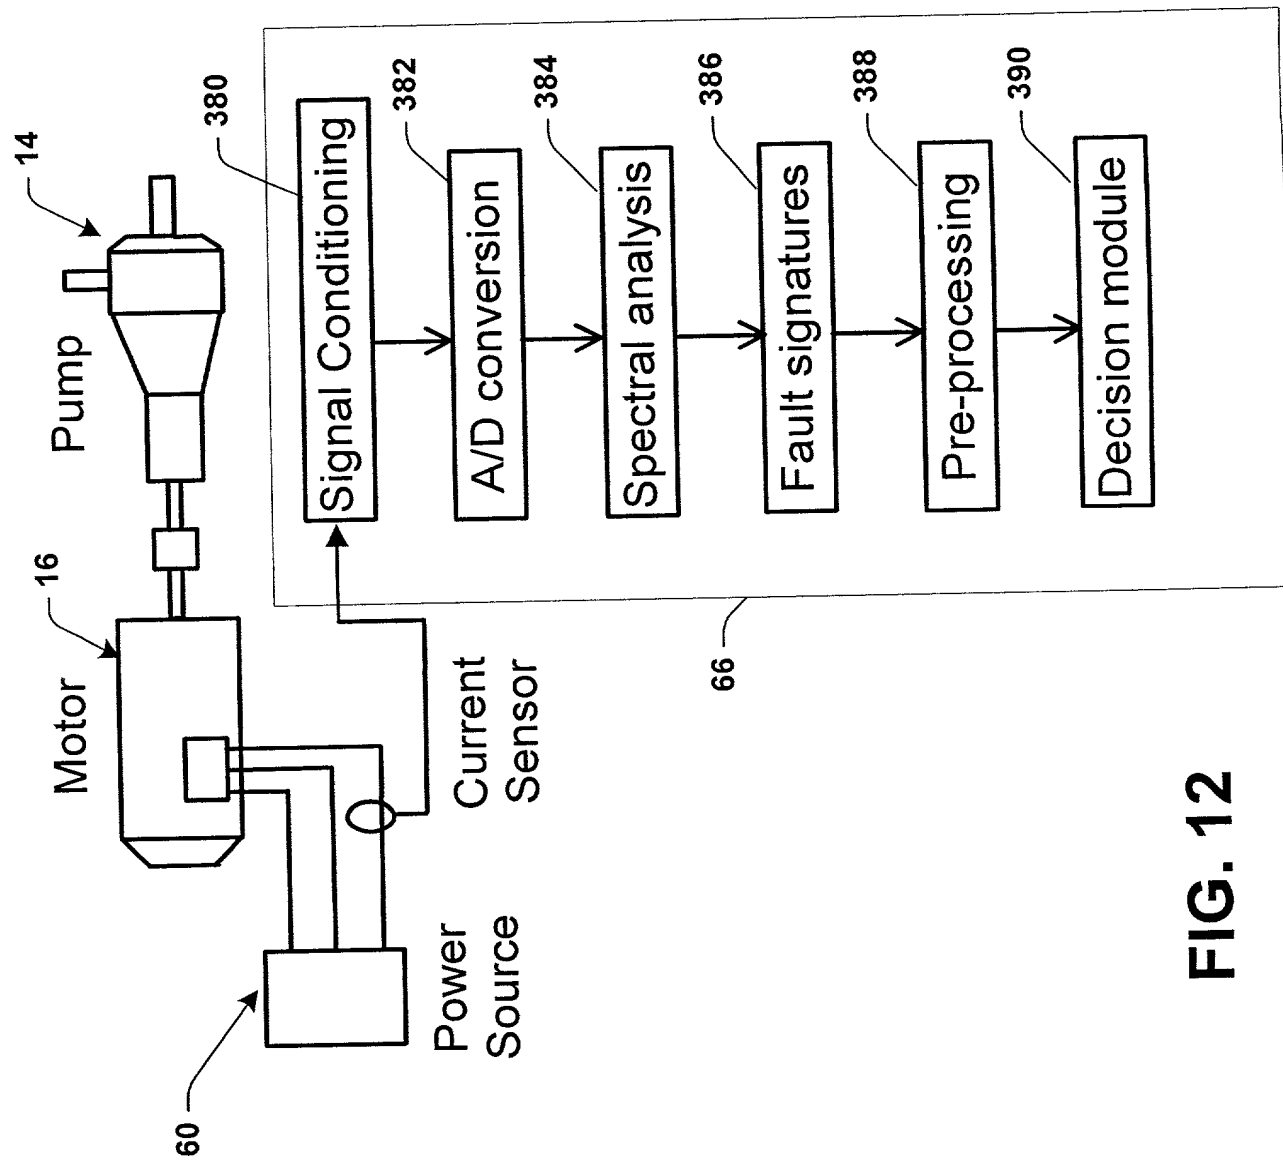 Pump
14
Motor
16
60
Power
Source
Current
Sensor
66
380
Signal Conditioning
382
A/D conversion
384
Spectral analysis
386
Fault signatures
388
Pre-processing
390
Decision module
FIG. 12